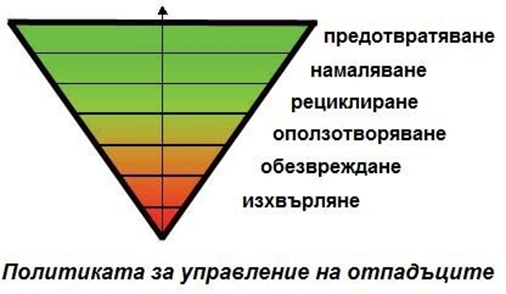 предотвратяване
намаляване
рециклиране
оползотворяване
обезвреждане
изхвърляне
Политиката за управление на отпадъците